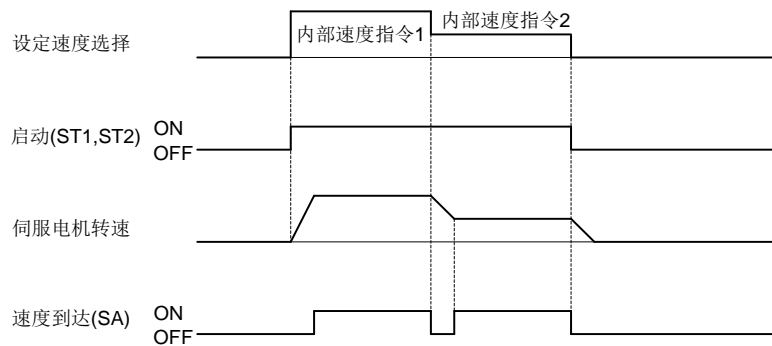 设定速度选择
内部速度指令1
内部速度指令2
启动(ST1,ST2)
ON
OFF
伺服电机转速
速度到达(SA)
ON
OFF